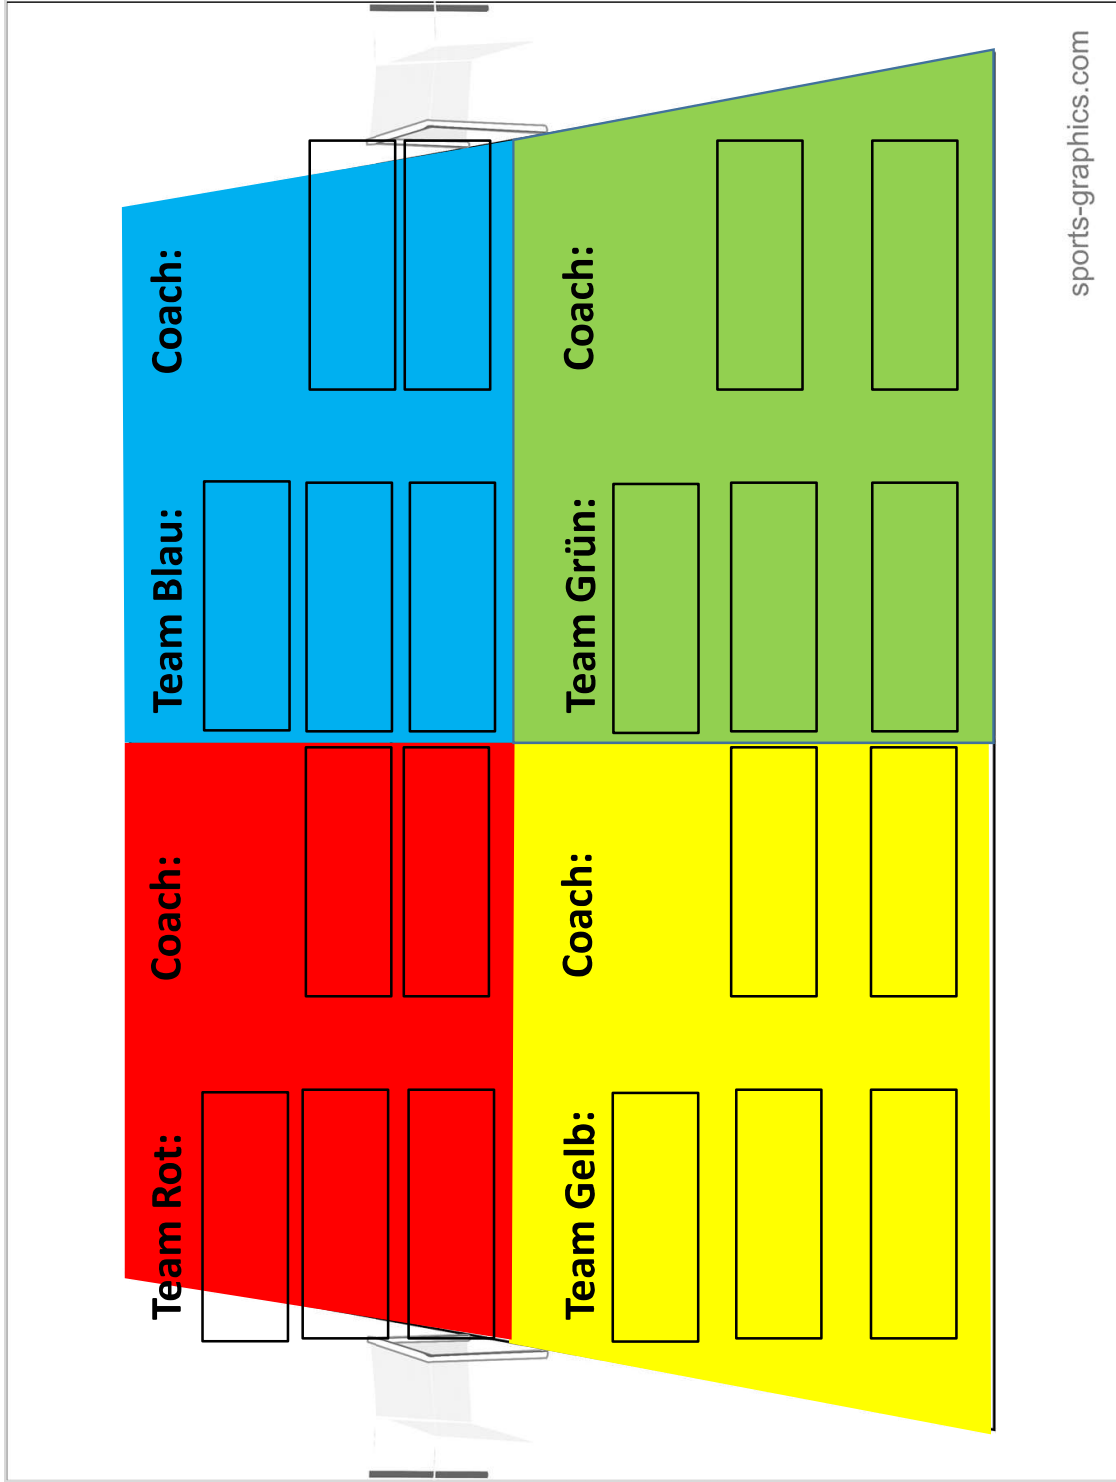 Team Rot:
Coach:
Team Blau:
Coach:
Team Gelb:
Coach:
Team Grün:
Coach:
sports-graphics.com